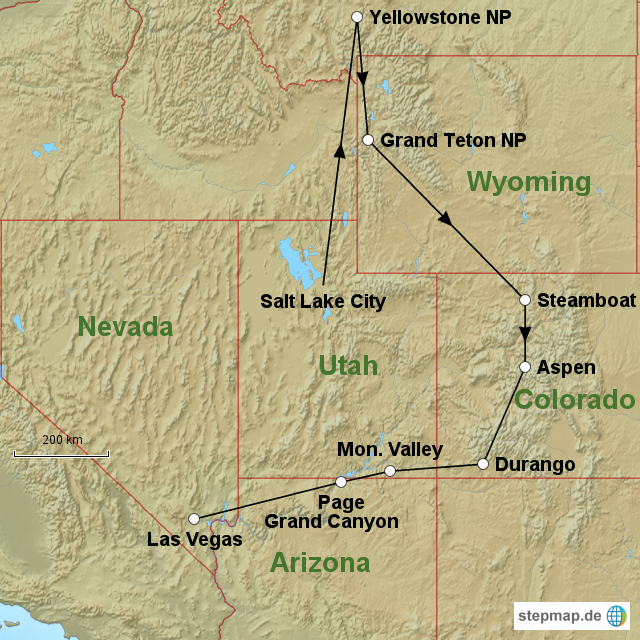 Yellowstone NP
Grand Teton NP
Wyoming
Salt Lake City
Steamboat
Nevada
Utah
Aspen
Colorado
200 km
Mon. Valley
Durango
Page
Grand Canyon
Las Vegas
Arizona
stepmap.de